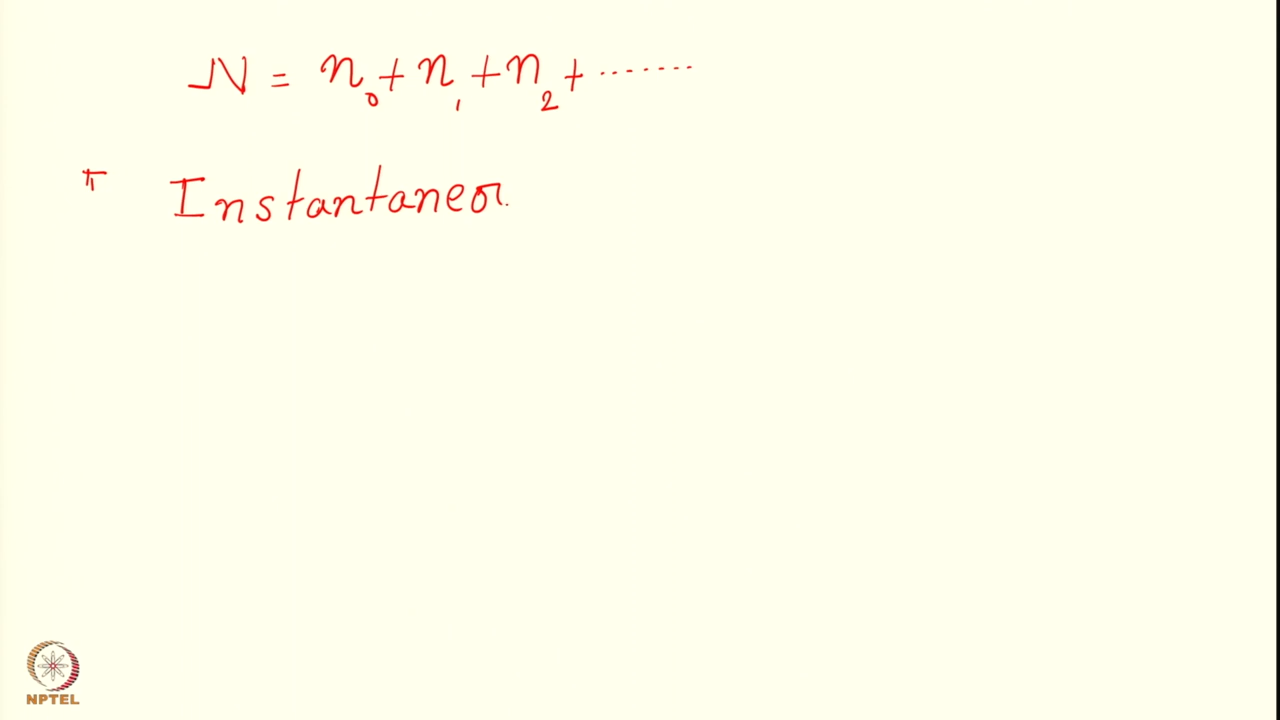 N = n₀ + n₁ + n₂ + .......
Instantaneo
NPTEL